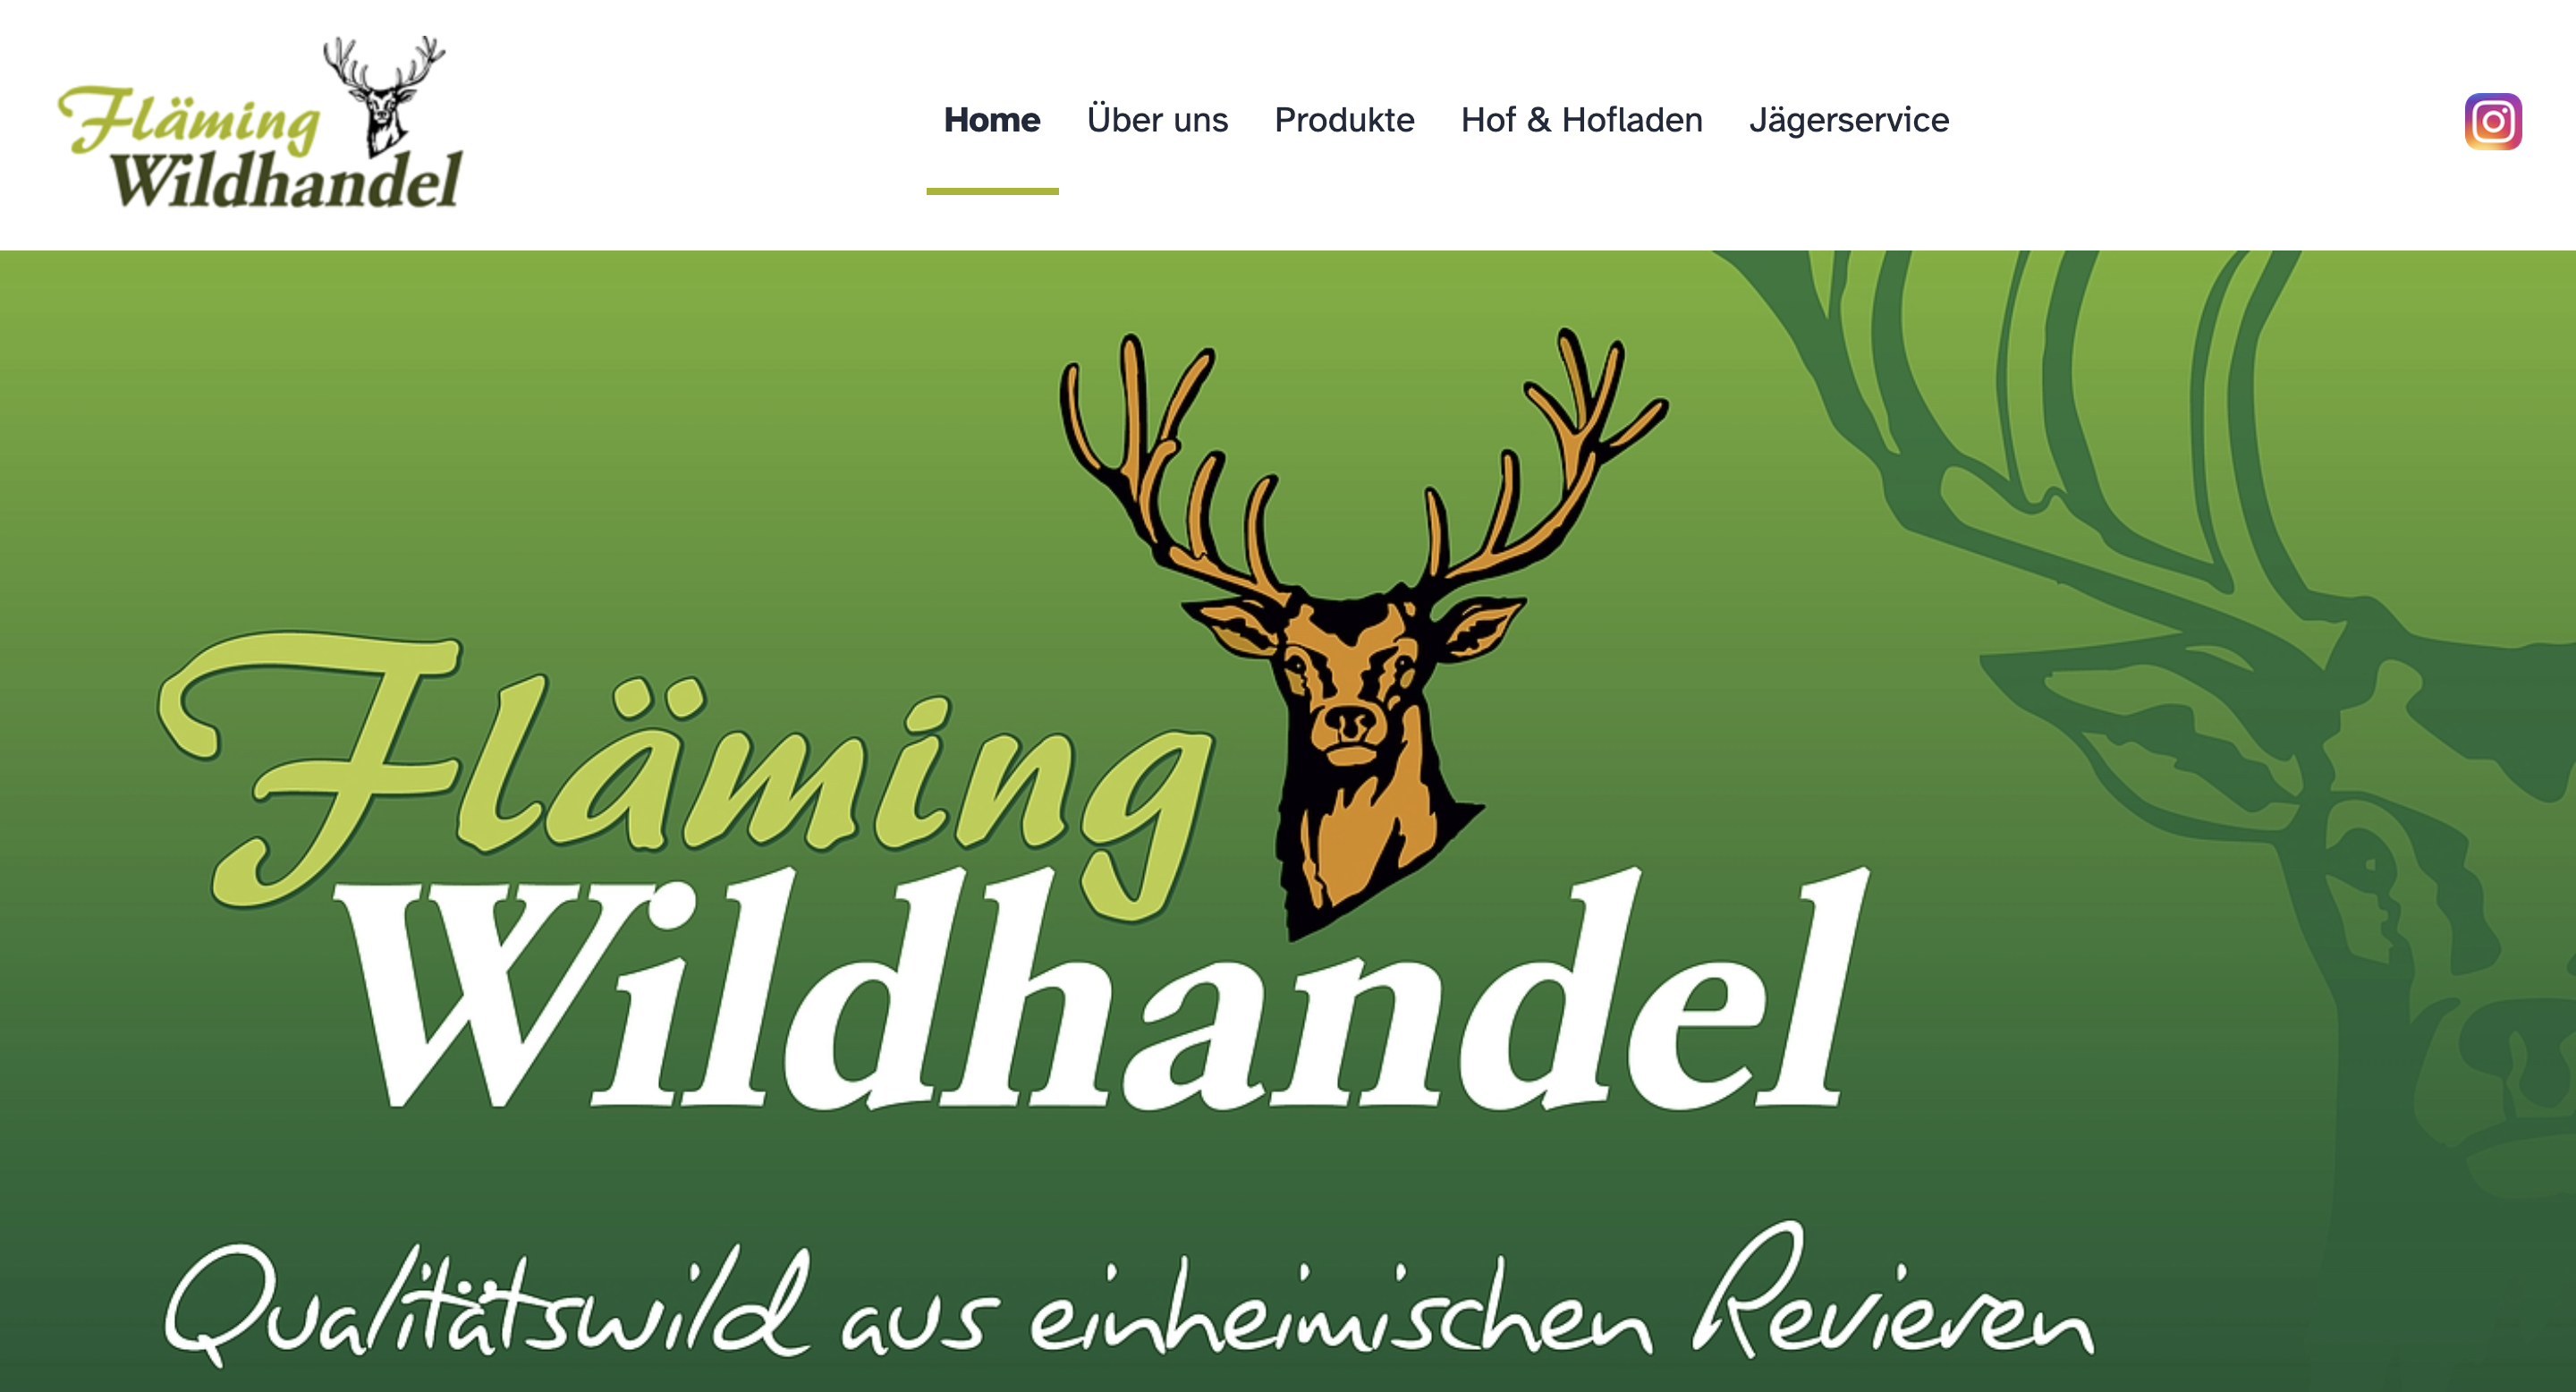 Fläming
Wildhandel
Home Über uns Produkte Hof & Hofladen Jägerservice
Fläming
Wildhandel
Qualitätswild aus einheimischen Revieren